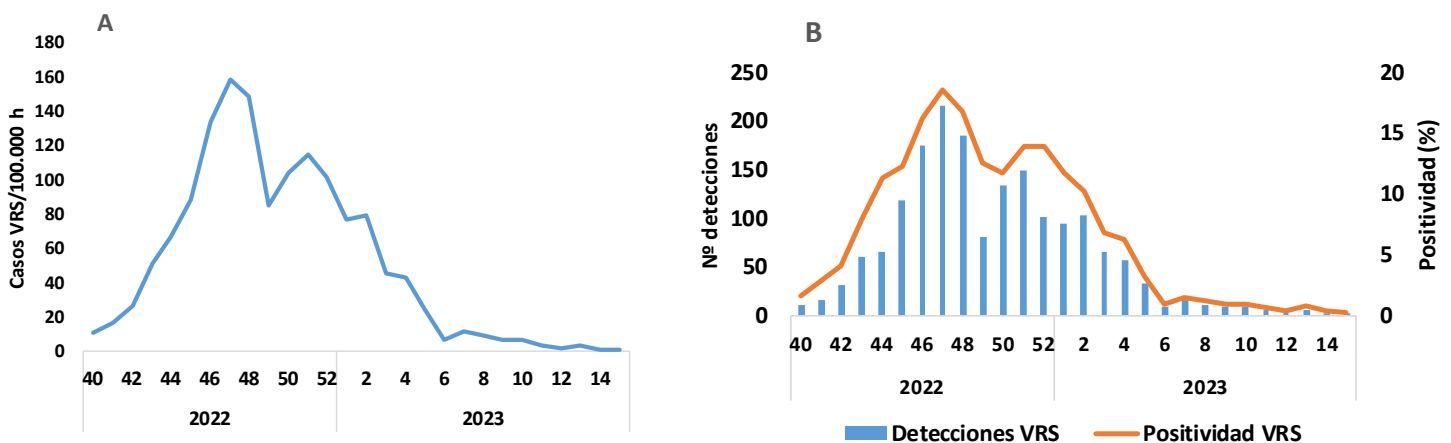 A
Casos VRS/100.000 h
180
160
140
120
100
80
60
40
20
0
40 42 44 46 48 50 52 2 4 6 8 10 12 14
2022 2023
B
Nº detecciones
250
200
150
100
50
0
Positividad (%)
20
15
10
5
0
40 42 44 46 48 50 52 2 4 6 8 10 12 14
2022 2023
Detecciones VRS Positividad VRS